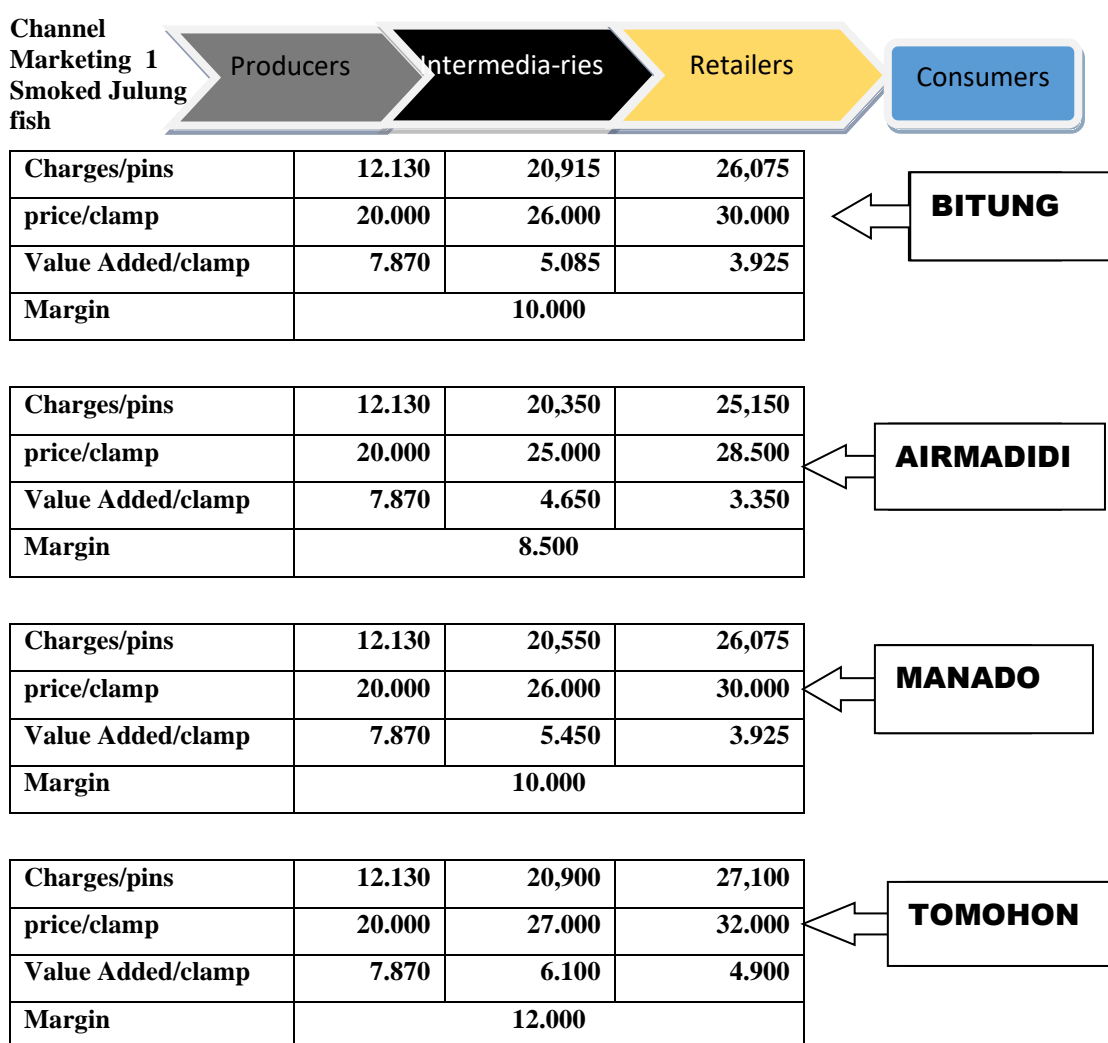 Channel
Marketing 1
Smoked Julung
fish
Producers
Intermedia-ries
Retailers
Consumers
Charges/pins 12.130 20,915 26,075
price/clamp 20.000 26.000 30.000
Value Added/clamp 7.870 5.085 3.925
Margin 10.000
BITUNG
Charges/pins 12.130 20,350 25,150
price/clamp 20.000 25.000 28.500
Value Added/clamp 7.870 4.650 3.350
Margin 8.500
AIRMADIDI
Charges/pins 12.130 20,550 26,075
price/clamp 20.000 26.000 30.000
Value Added/clamp 7.870 5.450 3.925
Margin 10.000
MANADO
Charges/pins 12.130 20,900 27,100
price/clamp 20.000 27.000 32.000
Value Added/clamp 7.870 6.100 4.900
Margin 12.000
TOMOHON